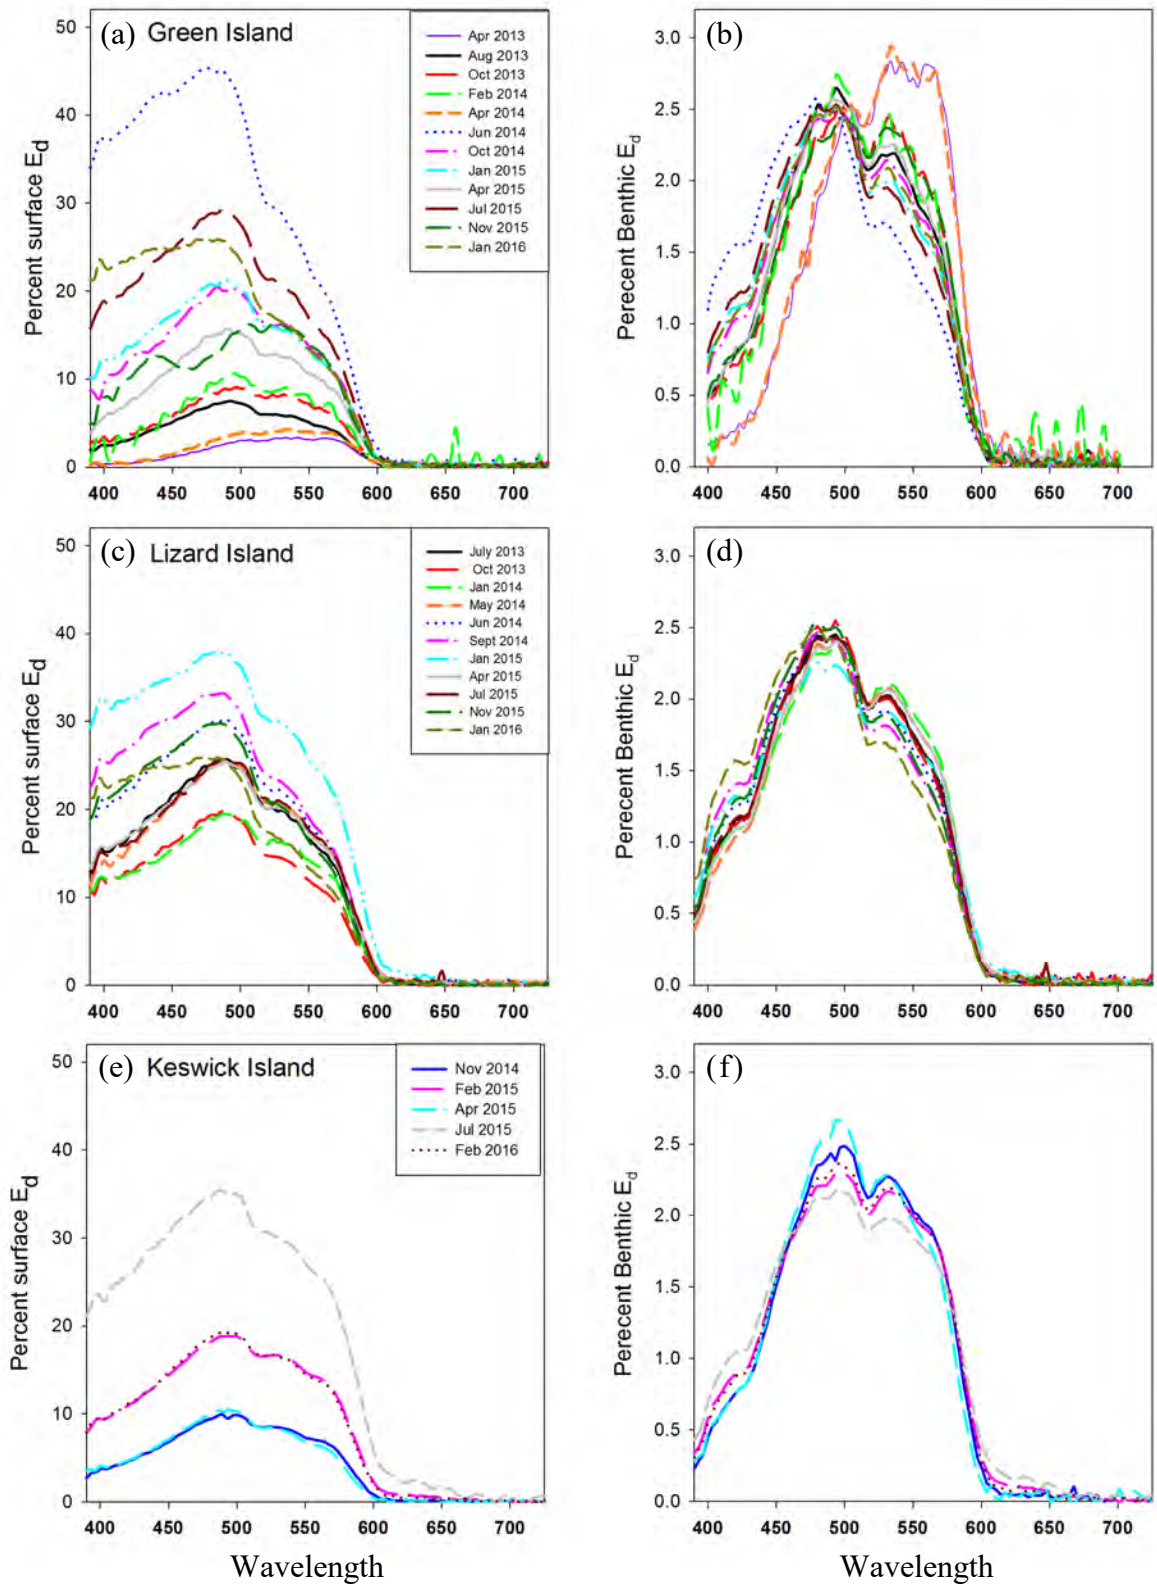 (a) Green Island
Apr 2013
Aug 2013
Oct 2013
Feb 2014
Apr 2014
Jun 2014
Oct 2014
Jan 2015
Apr 2015
Jul 2015
Nov 2015
Jan 2016
Percent surface Ed
50
40
30
20
10
0
400 450 500 550 600 650 700
(b)
Perecent Benthic Ed
3.0
2.5
2.0
1.5
1.0
0.5
0.0
400 450 500 550 600 650 700
(c) Lizard Island
July 2013
Oct 2013
Jan 2014
May 2014
Jun 2014
Sept 2014
Jan 2015
Apr 2015
Jul 2015
Nov 2015
Jan 2016
Percent surface Ed
50
40
30
20
10
0
400 450 500 550 600 650 700
(d)
Perecent Benthic Ed
3.0
2.5
2.0
1.5
1.0
0.5
0.0
400 450 500 550 600 650 700
(e) Keswick Island
Nov 2014
Feb 2015
Apr 2015
Jul 2015
Feb 2016
Percent surface Ed
50
40
30
20
10
0
400 450 500 550 600 650 700
Wavelength
(f)
Perecent Benthic Ed
3.0
2.5
2.0
1.5
1.0
0.5
0.0
400 450 500 550 600 650 700
Wavelength